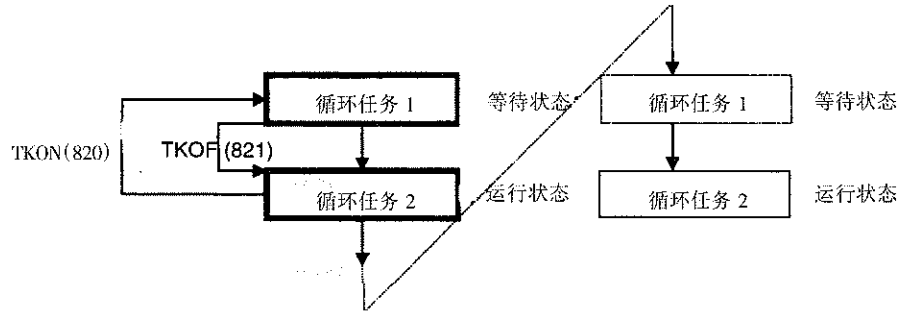 循环任务 1
等待状态
循环任务 1
等待状态
TKON(820)
TKOF (821)
循环任务 2
运行状态
循环任务 2
运行状态